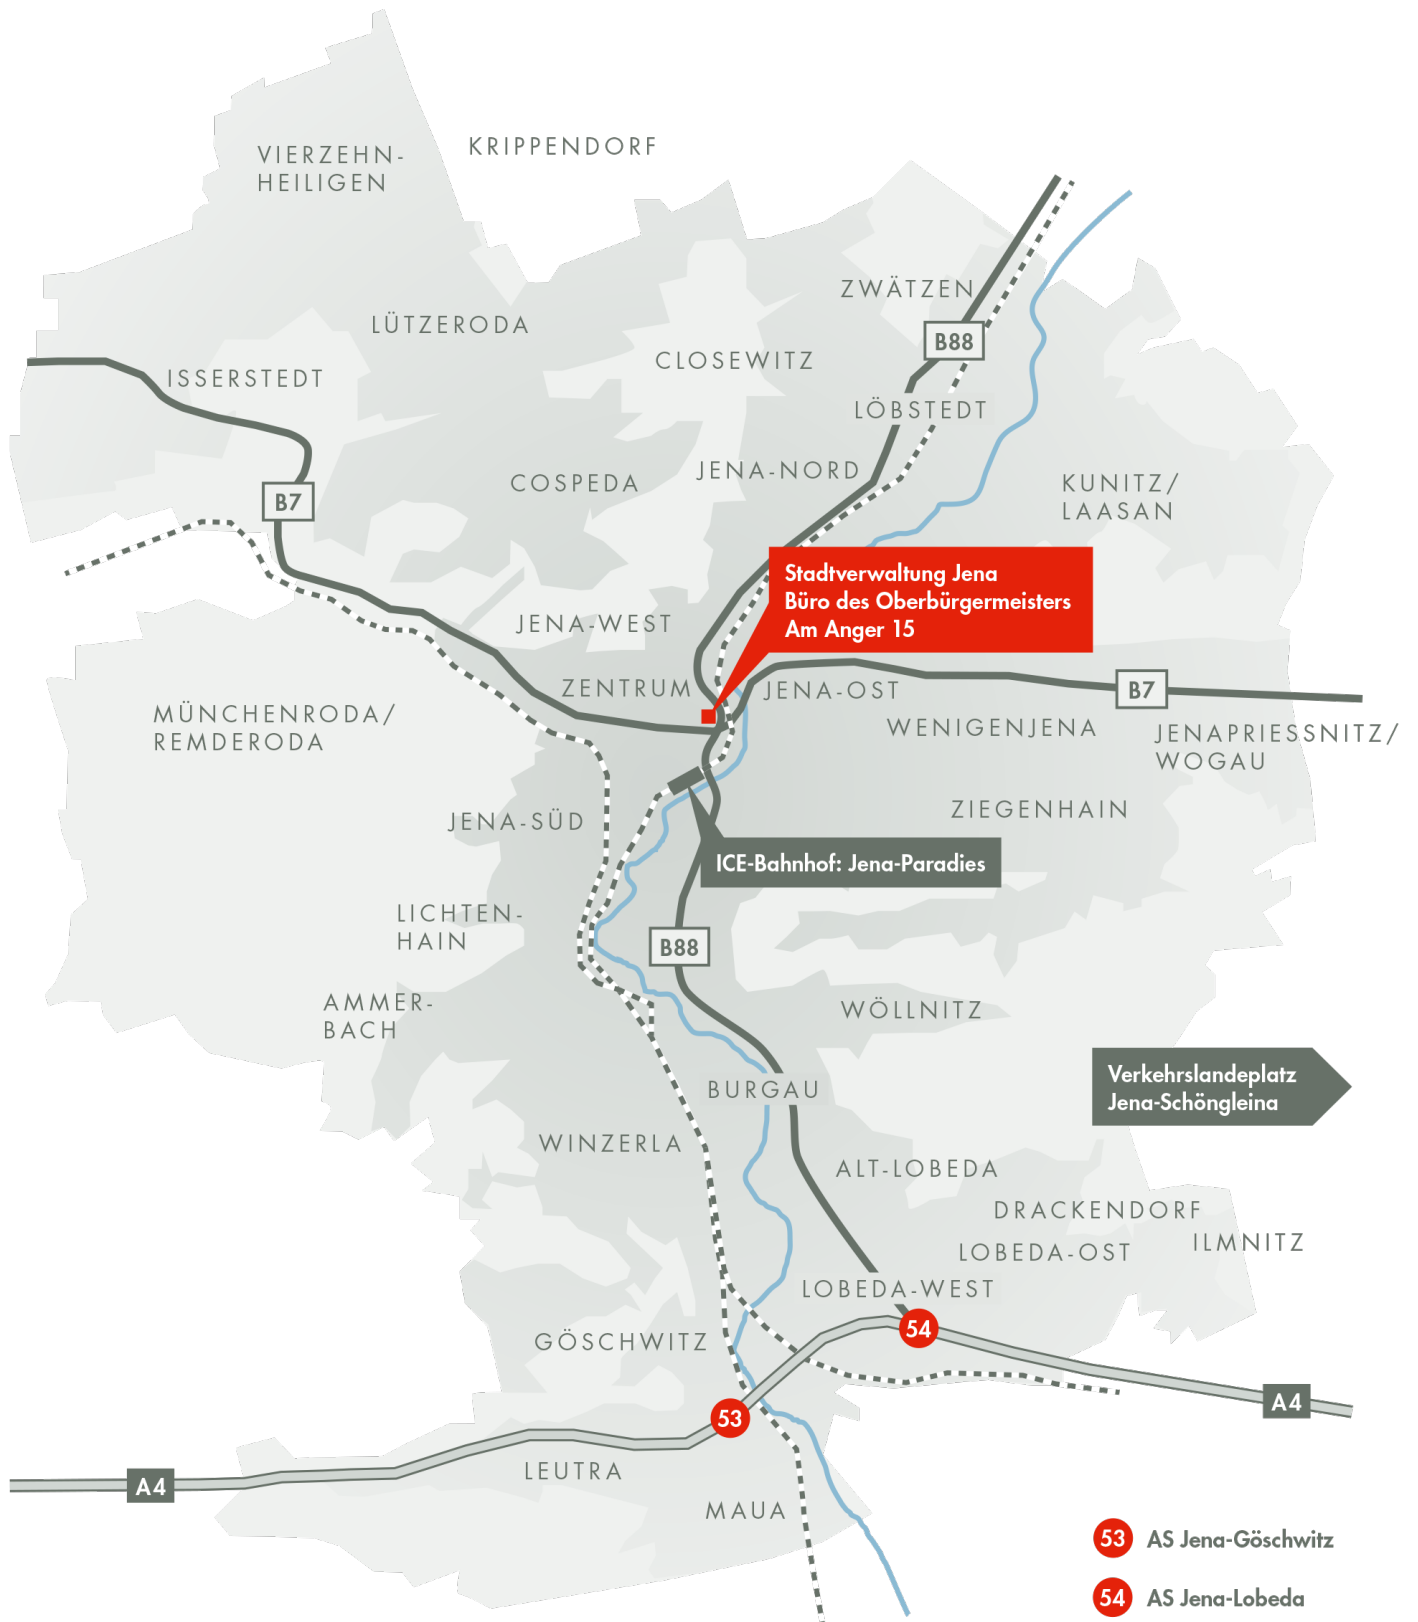 VIERZEHN-
HEILIGEN
KRIPPENDORF
ZWÄTZEN
LÜTZERODA
B88
CLOSEWITZ
ISSERSTEDT
LÖBSTEDT
JENA-NORD
COSPEDA
KUNITZ/
LAASAN
B7
Stadtverwaltung Jena
Büro des Oberbürgermeisters
Am Anger 15
JENA-WEST
ZENTRUM
JENA-OST
B7
MÜNCHENRODA/
REMDERODA
WENIGENJENA
JENAPRIESSNITZ/
WOGAU
ZIEGENHAIN
JENA-SÜD
ICE-Bahnhof: Jena-Paradies
LICHTEN-
HAIN
B88
AMMER-
BACH
WÖLLNITZ
Verkehrslandeplatz
Jena-Schöngleina
BURGAU
WINZERLA
ALT-LOBEDA
DRACKENDORF
ILMNITZ
LOBEDA-OST
LOBEDA-WEST
54
GÖSCHWITZ
A4
53
LEUTRA
A4
MAUA
53 AS Jena-Göschwitz
54 AS Jena-Lobeda